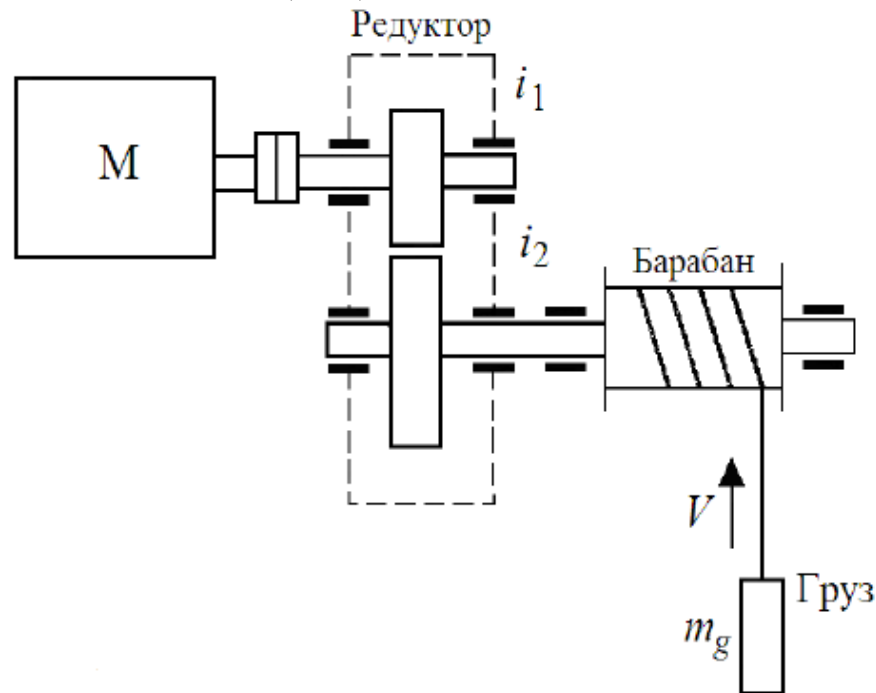 Редуктор
i1
М
i2
Барабан
V
Груз
mg